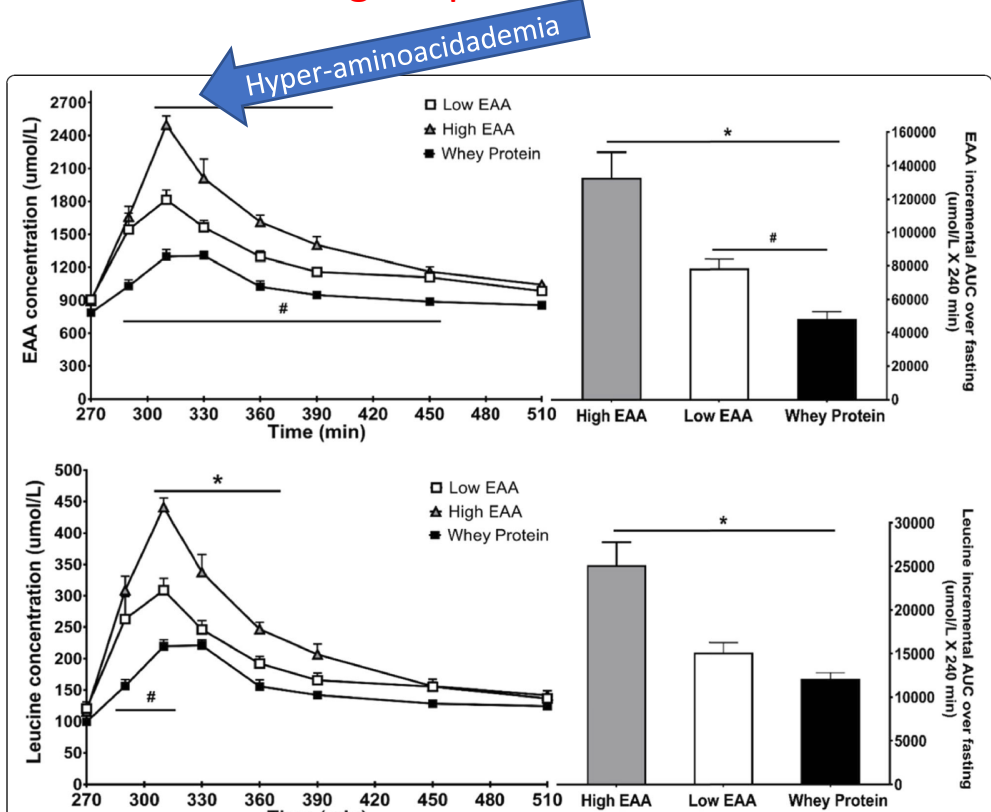 Hyper-aminoacidademia
EAA concentration (umol/L)
2700
2400
2100
1800
1500
1200
900
600
300
0
Low EAA
High EAA
Whey Protein
#
270 300 330 360 390 420 450 480 510
Time (min)
*
#
160000
140000
120000
100000
80000
60000
40000
20000
0
EAA incremental AUC over fasting
(umol/L X 240 min)
High EAA Low EAA Whey Protein
Leucine concentration (umol/L)
500
450
400
350
300
250
200
150
100
50
0
*
Low EAA
High EAA
Whey Protein
#
270 300 330 360 390 420 450 480 510
*
30000
25000
20000
15000
10000
5000
0
Leucine incremental AUC over fasting
(umol/L X 240 min)
High EAA Low EAA Whey Protein